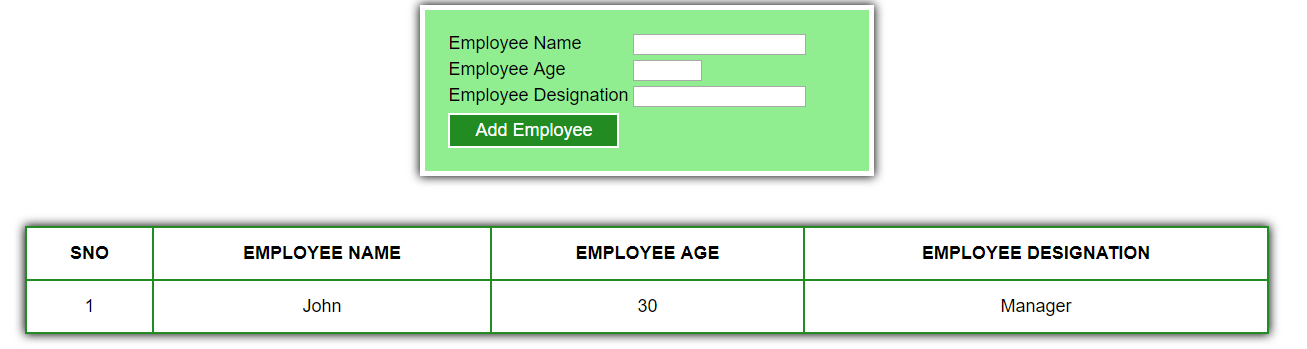 Employee Name
Employee Age
Employee Designation
Add Employee
SNO EMPLOYEE NAME EMPLOYEE AGE EMPLOYEE DESIGNATION
1 John 30 Manager